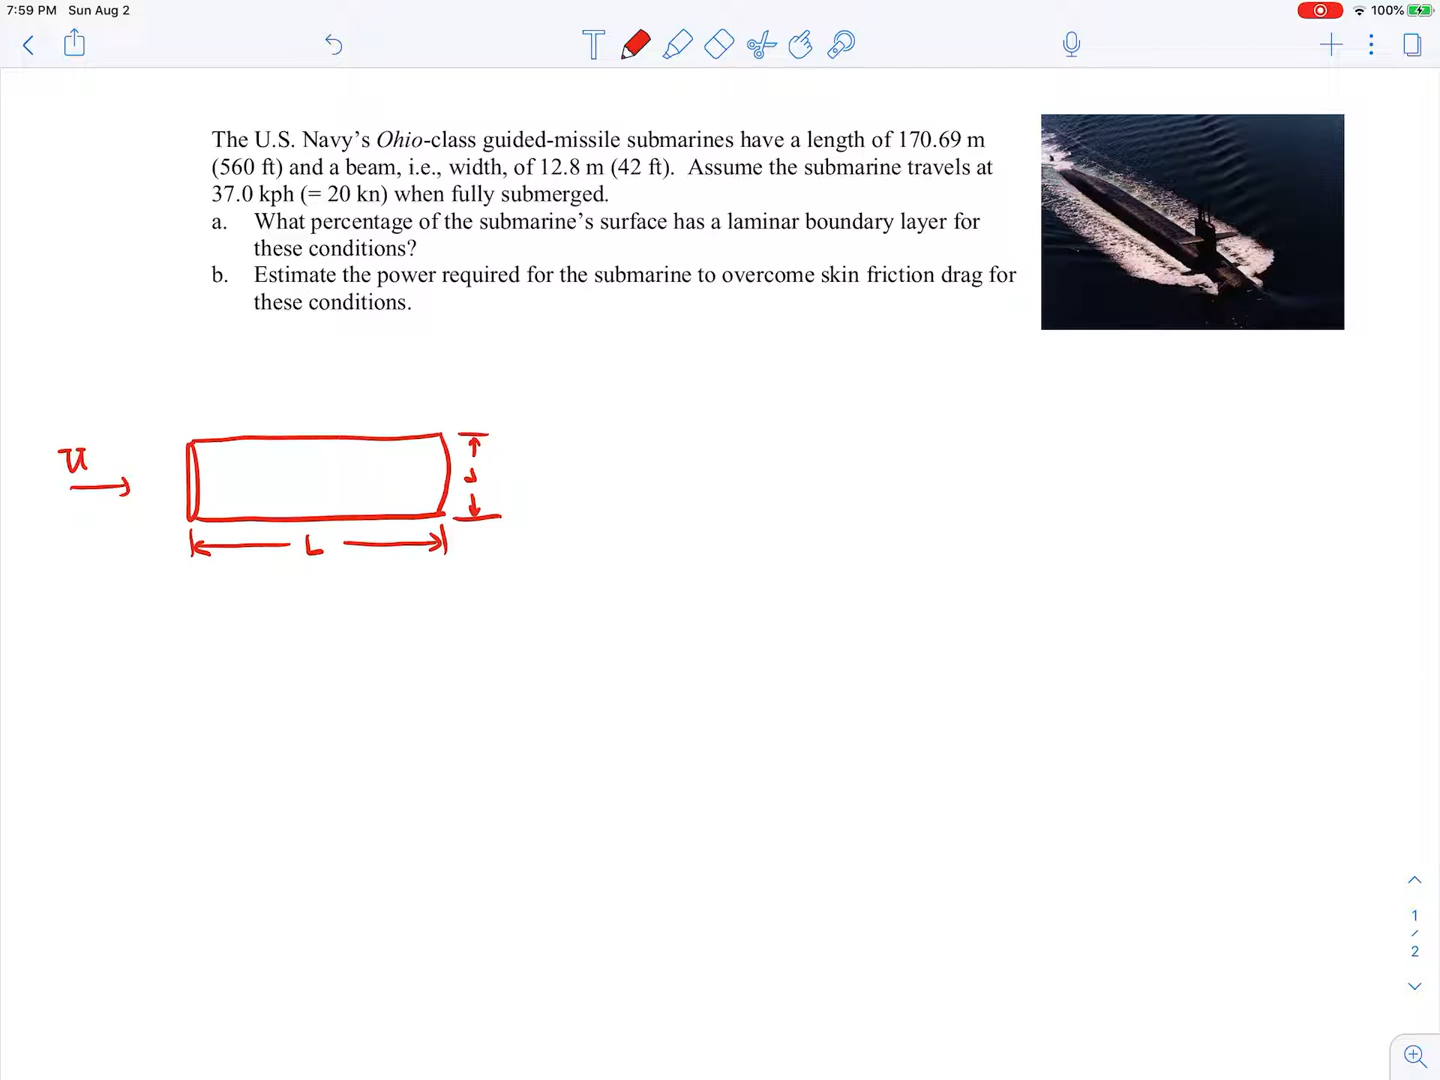 7:59 PM Sun Aug 2
100%
T
The U.S. Navy's Ohio-class guided-missile submarines have a length of 170.69 m
(560 ft) and a beam, i.e., width, of 12.8 m (42 ft). Assume the submarine travels at
37.0 kph (= 20 kn) when fully submerged.
a. What percentage of the submarine's surface has a laminar boundary layer for
these conditions?
b. Estimate the power required for the submarine to overcome skin friction drag for
these conditions.
U
d
L
1
/
2